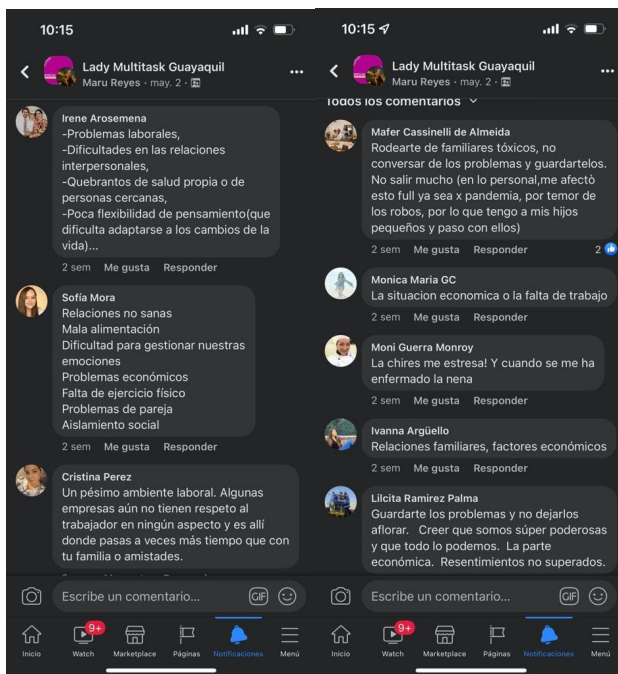 10:15
Lady Multitask Guayaquil
Maru Reyes · may. 2 ·
Irene Arosemena
-Problemas laborales,
-Dificultades en las relaciones
interpersonales,
-Quebrantos de salud propia o de
personas cercanas,
-Poca flexibilidad de pensamiento(que
dificulta adaptarse a los cambios de la
vida)...
2 sem Me gusta Responder
Sofía Mora
Relaciones no sanas
Mala alimentación
Dificultad para gestionar nuestras
emociones
Problemas económicos
Falta de ejercicio físico
Problemas de pareja
Aislamiento social
2 sem Me gusta Responder
Cristina Perez
Un pésimo ambiente laboral. Algunas
empresas aún no tienen respeto al
trabajador en ningún aspecto y es allí
donde pasas a veces más tiempo que con
tu familia o amistades.
Escribe un comentario... GIF
9+
Inicio Watch Marketplace Páginas Notificaciones Menú
10:15
Lady Multitask Guayaquil
Maru Reyes · may. 2 ·
Todos los comentarios
Mafer Cassinelli de Almeida
Rodearte de familiares tóxicos, no
conversar de los problemas y guardartelos.
No salir mucho (en lo personal,me afectò
esto full ya sea x pandemia, por temor de
los robos, por lo que tengo a mis hijos
pequeños y paso con ellos)
2 sem Me gusta Responder 2
Monica Maria GC
La situacion economica o la falta de trabajo
2 sem Me gusta Responder
Moni Guerra Monroy
La chires me estresa! Y cuando se me ha
enfermado la nena
2 sem Me gusta Responder
Ivanna Argüello
Relaciones familiares, factores económicos
2 sem Me gusta Responder
Lilcita Ramirez Palma
Guardarte los problemas y no dejarlos
aflorar. Creer que somos súper poderosas
y que todo lo podemos. La parte
económica. Resentimientos no superados.
Escribe un comentario... GIF
9+
Inicio Watch Marketplace Páginas Notificaciones Menú